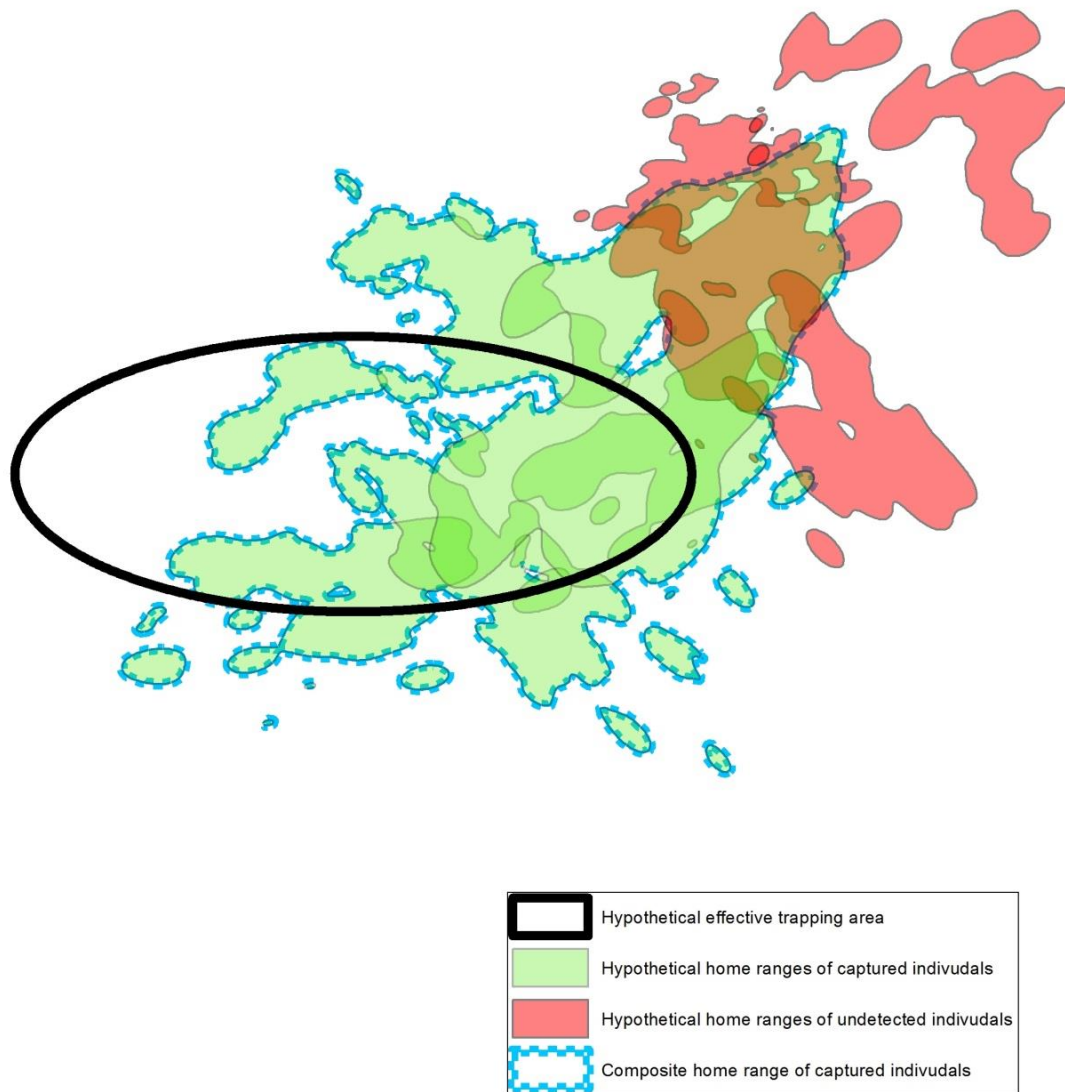 Hypothetical effective trapping area
Hypothetical home ranges of captured indivudals
Hypothetical home ranges of undetected indivudals
Composite home range of captured indivudals